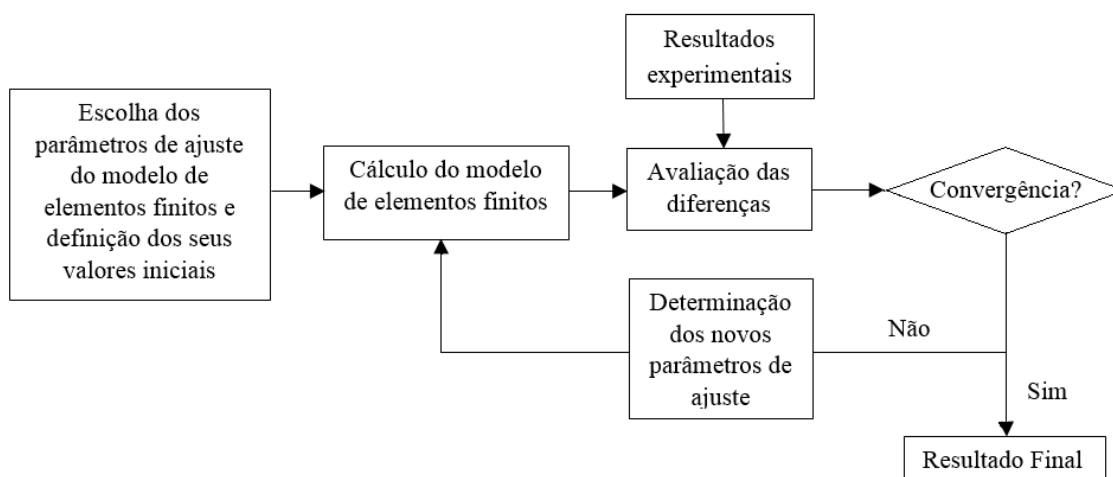 Resultados
experimentais
Escolha dos
parâmetros de ajuste
do modelo de
elementos finitos e
definição dos seus
valores iniciais
Cálculo do modelo
de elementos finitos
Avaliação das
diferenças
Convergência?
Determinação
dos novos
parâmetros de
ajuste
Não
Sim
Resultado Final